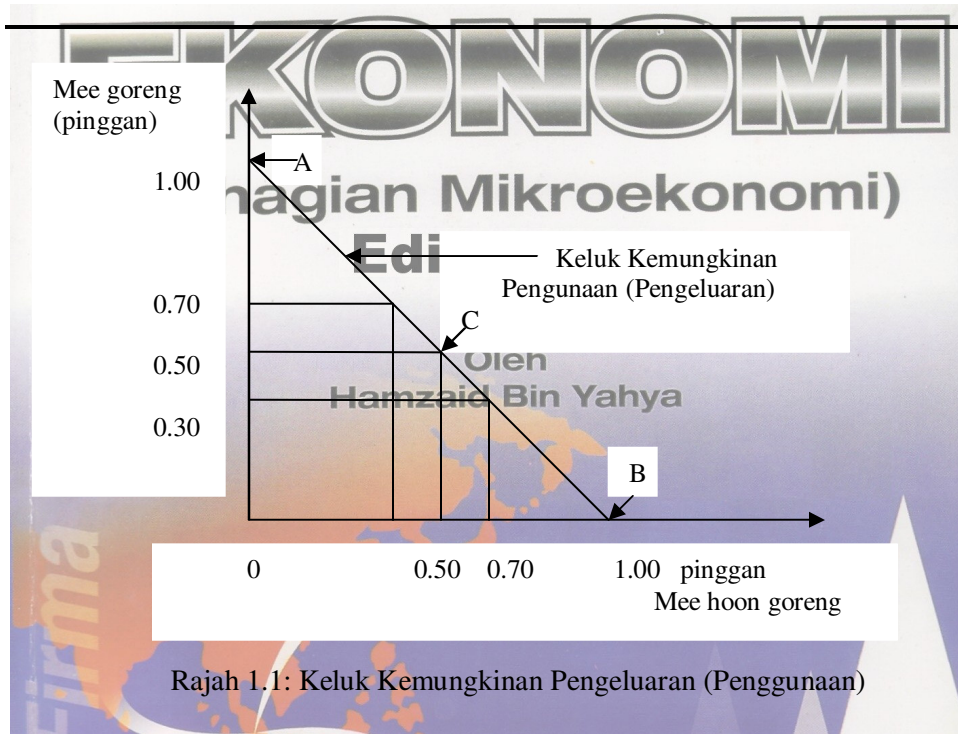 EKONOMI
Mee goreng
(pinggan)
A
1.00
hagian Mikroekonomi)
Edi
Keluk Kemungkinan
Pengunaan (Pengeluaran)
0.70
C
0.50
Oleh
Hamzaid Bin Yahya
0.30
B
0 0.50 0.70 1.00 pinggan
Mee hoon goreng
Firma
Rajah 1.1: Keluk Kemungkinan Pengeluaran (Penggunaan)